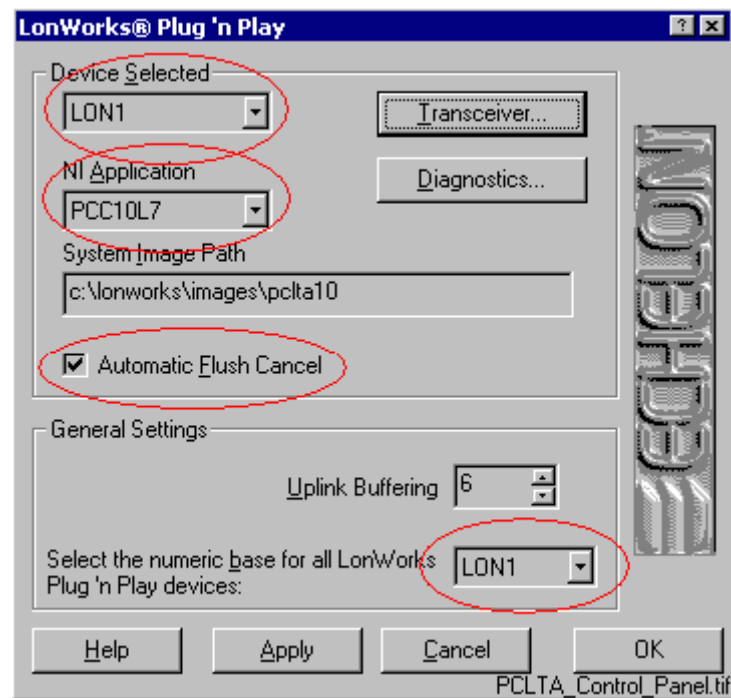 LonWorks® Plug 'n Play
Device Selected
LON1
Transceiver...
NI Application
PCC10L7
Diagnostics...
System Image Path
c:\lonworks\images\pclta10
Automatic Flush Cancel
ECHELON
General Settings
Uplink Buffering 6
Select the numeric base for all LonWorks
Plug 'n Play devices:
LON1
Help Apply Cancel OK
PCLTA_Control_Panel.tif